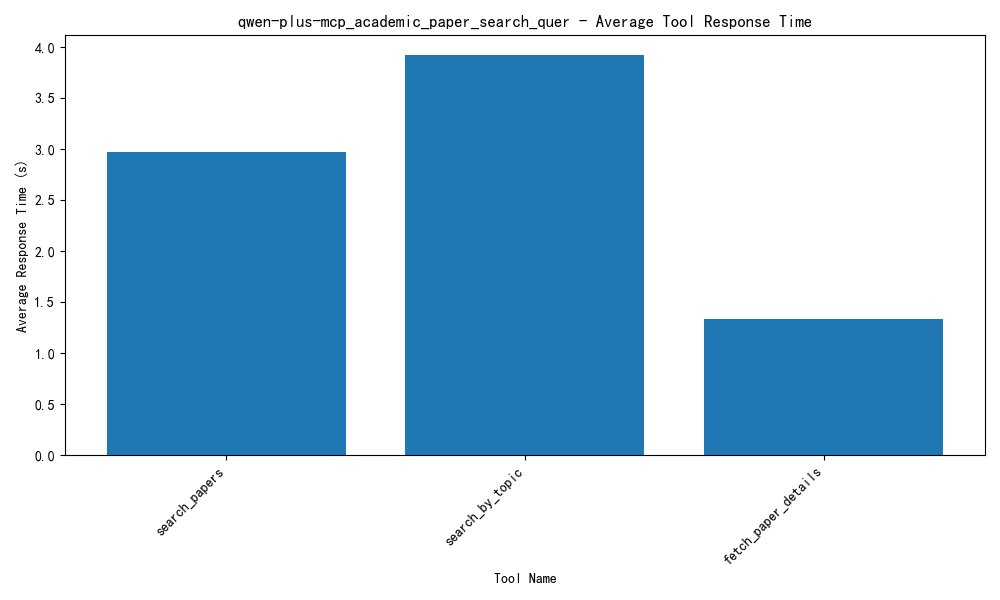 qwen-plus-mcp_academic_paper_search_quer - Average Tool Response Time
4.0
3.5
3.0
2.5
2.0
1.5
1.0
0.5
0.0
Average Response Time (s)
search_papers
search_by_topic
fetch_paper_details
Tool Name